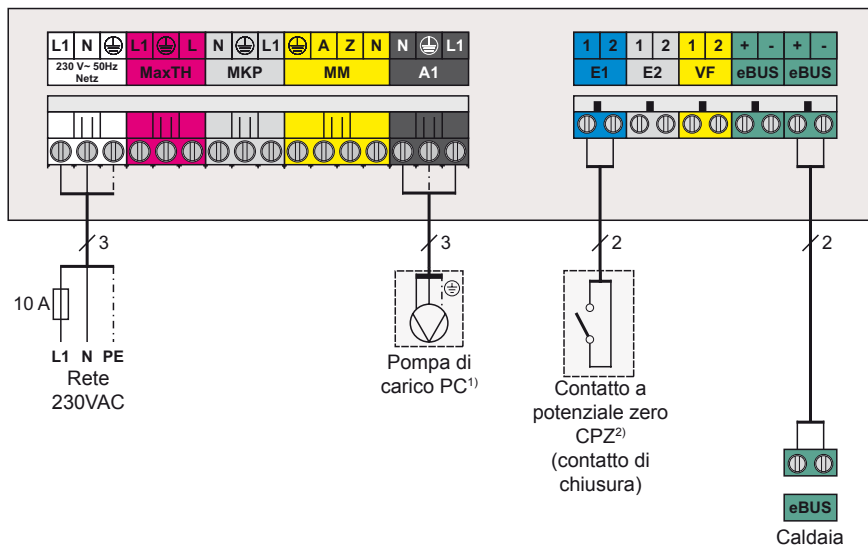 L1 N L1 L N L1 A Z N N L1 1 2 1 2 1 2 + - + -
230 V~ 50Hz
Netz
MaxTH MKP MM A1 E1 E2 VF eBUS eBUS
3 3 2 2
10 A
L1 N PE
Rete
230VAC
Pompa di
carico PC1)
Contatto a
potenziale zero
CPZ2)
(contatto di
chiusura)
eBUS
Caldaia